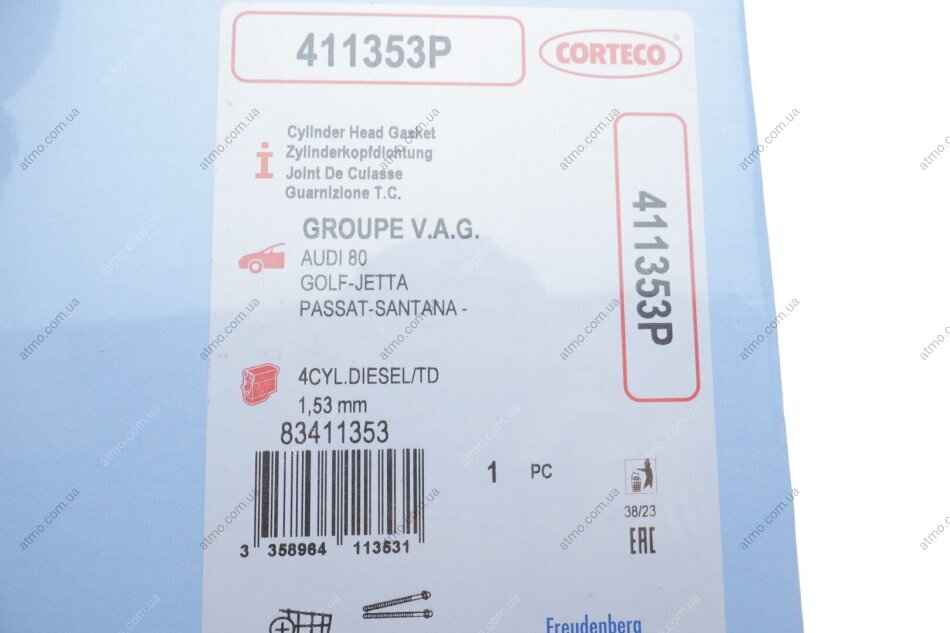 411353P
CORTECO
Cylinder Head Gasket
Zylinderkopfdichtung
Joint De Culasse
Guarnizione T.C.
GROUPE V.A.G.
AUDI 80
GOLF-JETTA
PASSAT-SANTANA -
411353P
4CYL.DIESEL/TD
1,53 mm
83411353
1 PC
3 358964 113531
38/23
EAC
Freudenberg
atmo.com.ua